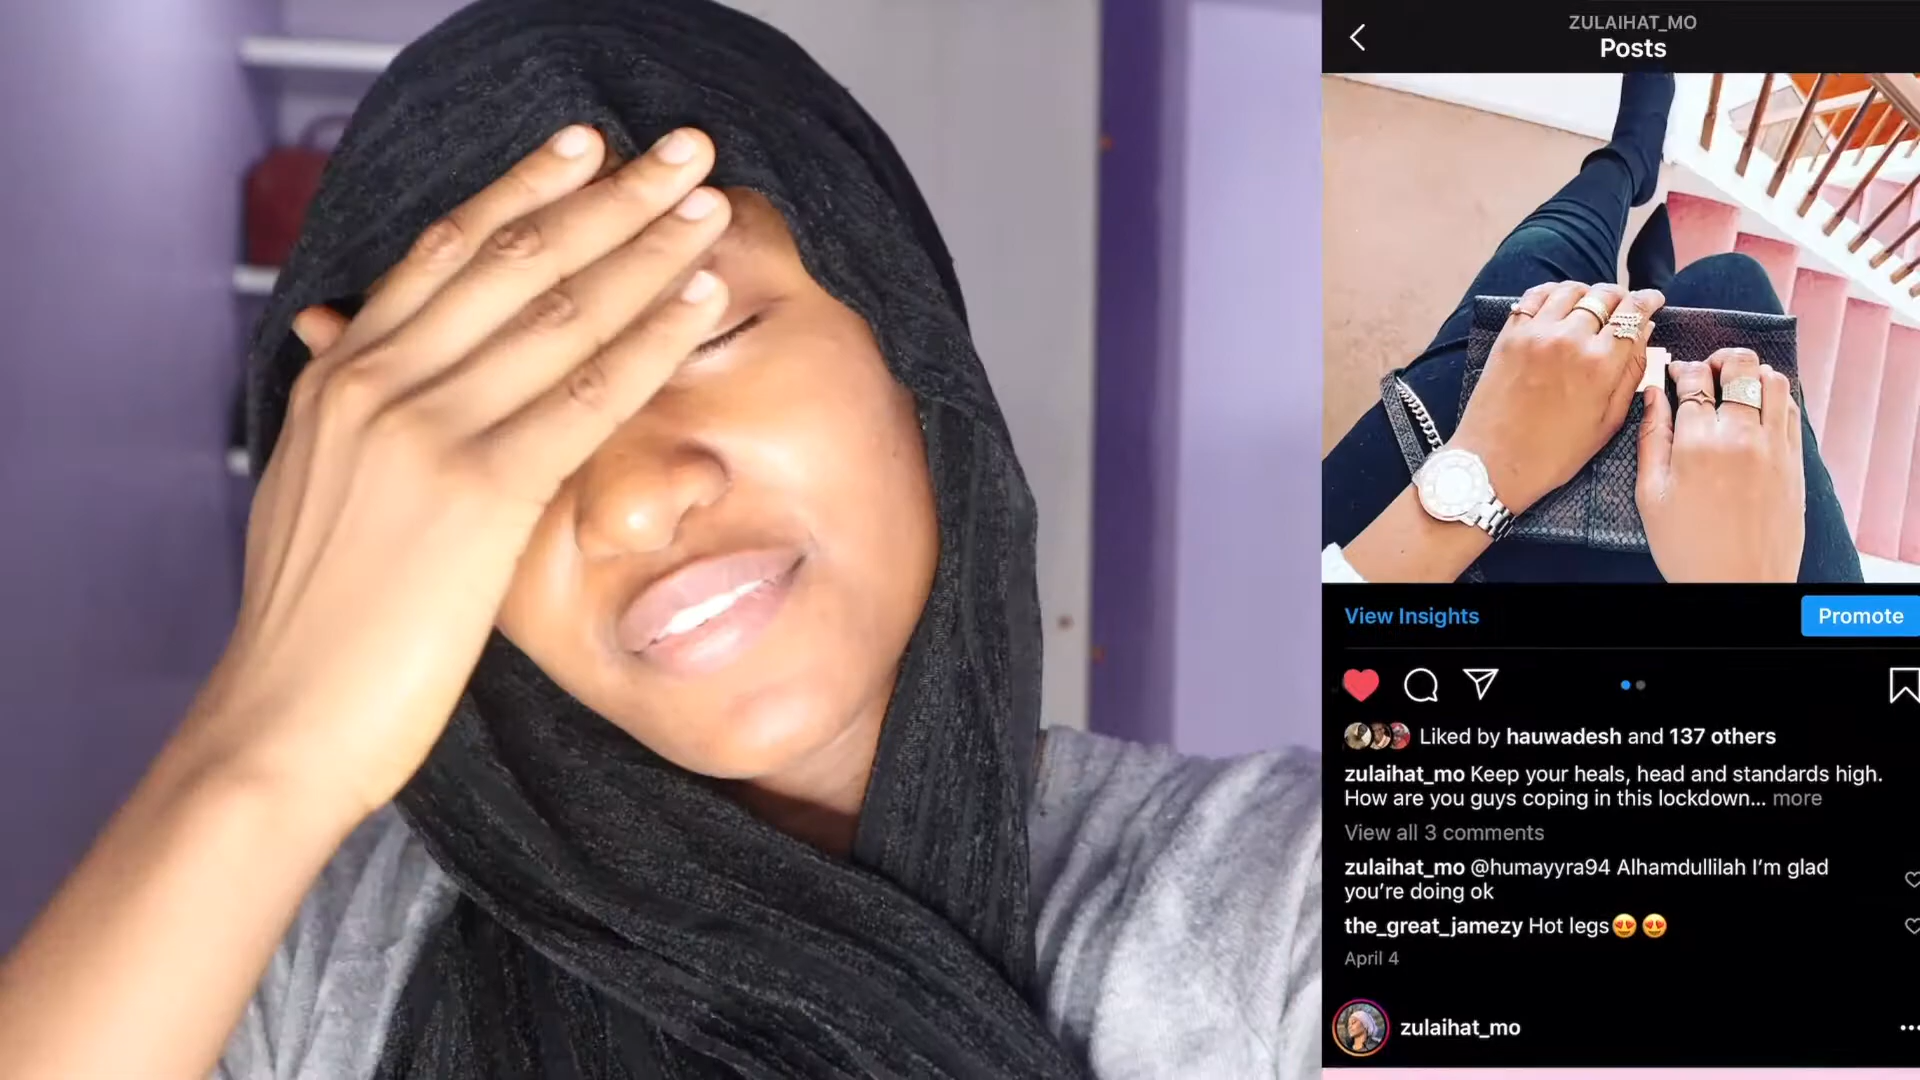 ZULAIHAT_MO
Posts
View Insights
Promote
Liked by hauwadesh and 137 others
zulaihat_mo Keep your heals, head and standards high.
How are you guys coping in this lockdown... more
View all 3 comments
zulaihat_mo @humayyra94 Alhamdullilah I’m glad
you’re doing ok
the_great_jamezy Hot legs😍 😍
April 4
zulaihat_mo